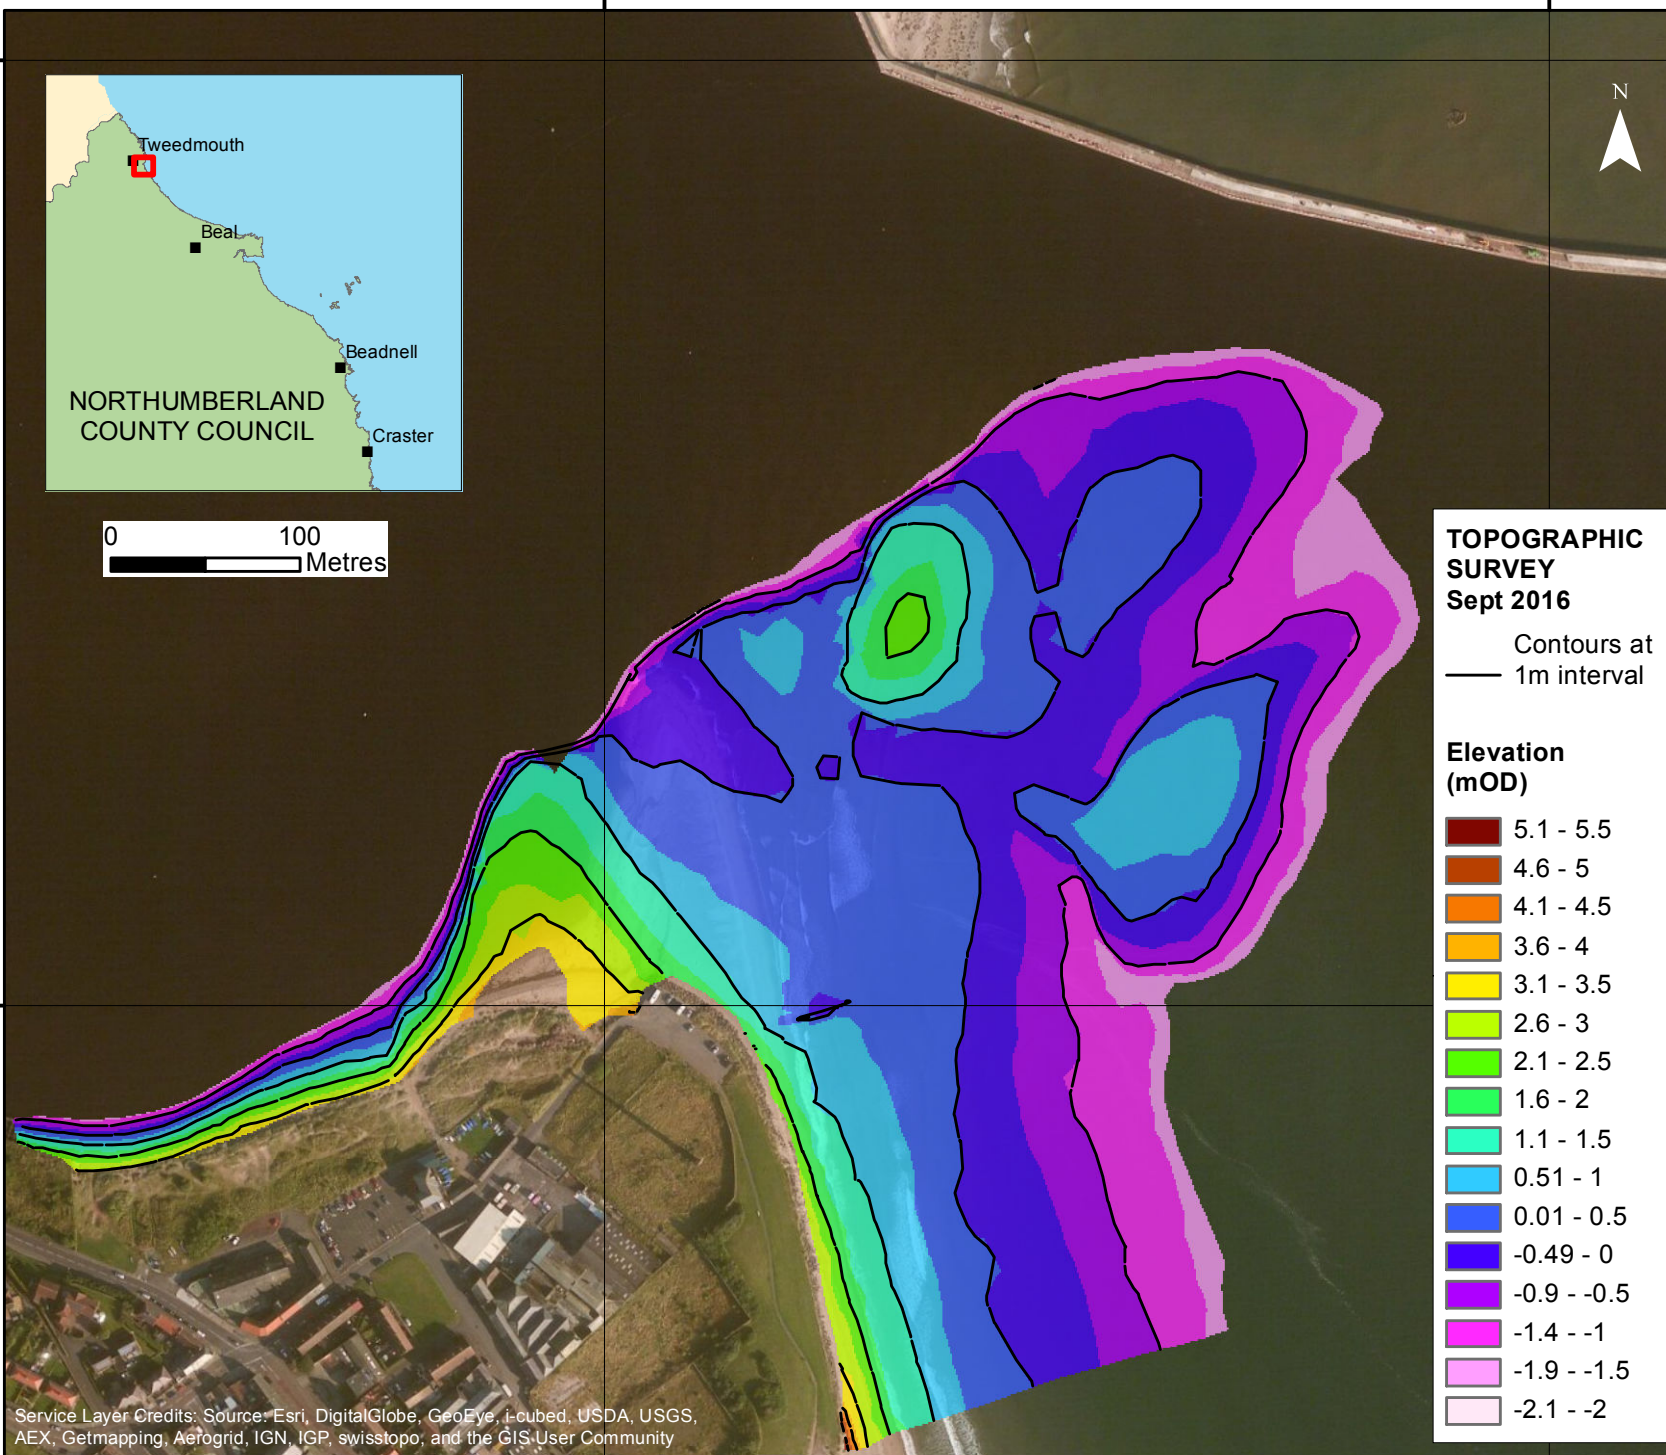 Tweedmouth
Beal
Beadnell
NORTHUMBERLAND
COUNTY COUNCIL
Craster
0 100
Metres
N
TOPOGRAPHIC
SURVEY
Sept 2016
Contours at
1m interval
Elevation
(mOD)
5.1 - 5.5
4.6 - 5
4.1 - 4.5
3.6 - 4
3.1 - 3.5
2.6 - 3
2.1 - 2.5
1.6 - 2
1.1 - 1.5
0.51 - 1
0.01 - 0.5
-0.49 - 0
-0.9 - -0.5
-1.4 - -1
-1.9 - -1.5
-2.1 - -2
Service Layer Credits: Source: Esri, DigitalGlobe, GeoEye, i-cubed, USDA, USGS,
AEX, Getmapping, Aerogrid, IGN, IGP, swisstopo, and the GIS User Community